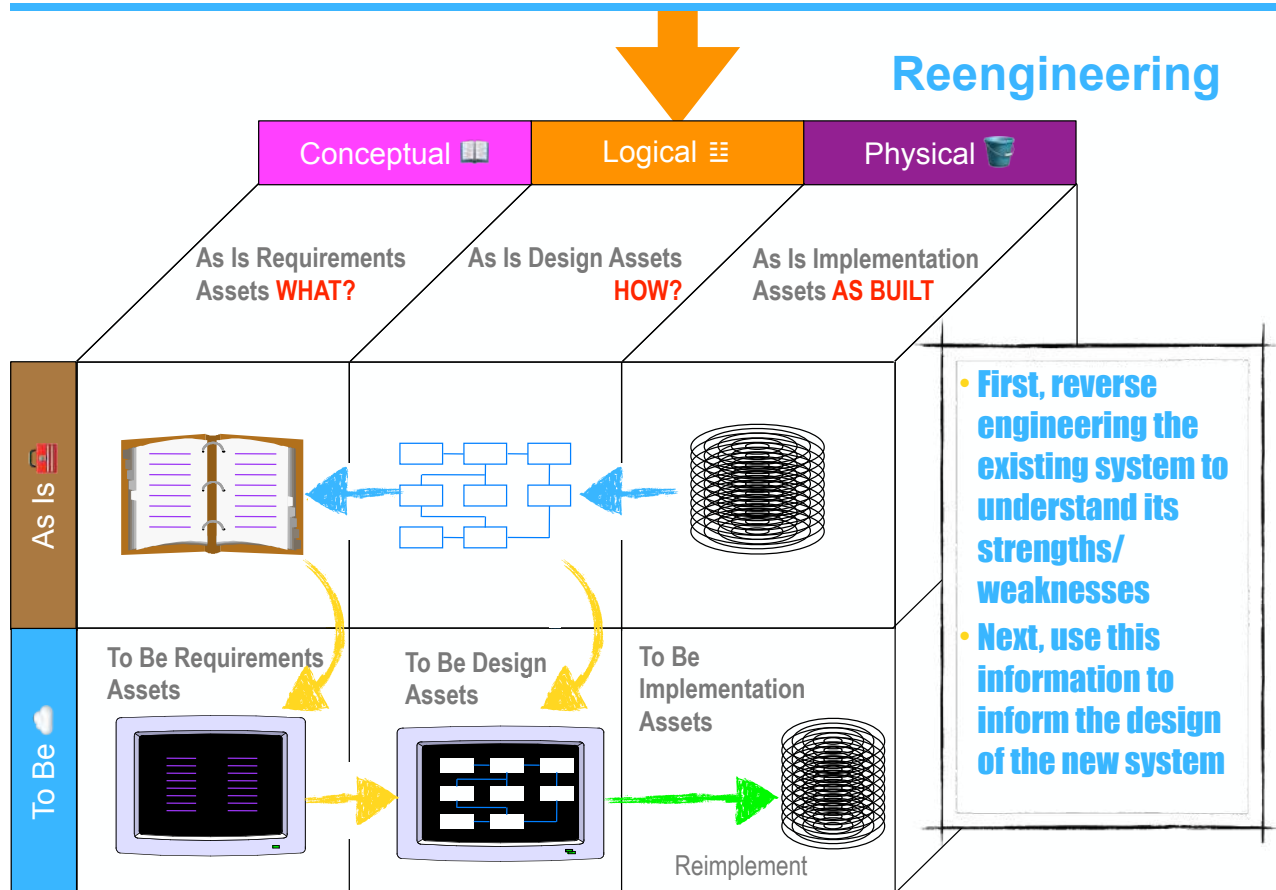 Reengineering
Conceptual
Logical
Physical
As Is Requirements
Assets WHAT?
As Is Design Assets
HOW?
As Is Implementation
Assets AS BUILT
As Is
• First, reverse
engineering the
existing system to
understand its
strengths/
weaknesses
• Next, use this
information to
inform the design
of the new system
To Be
To Be Requirements
Assets
To Be Design
Assets
To Be
Implementation
Assets
Reimplement